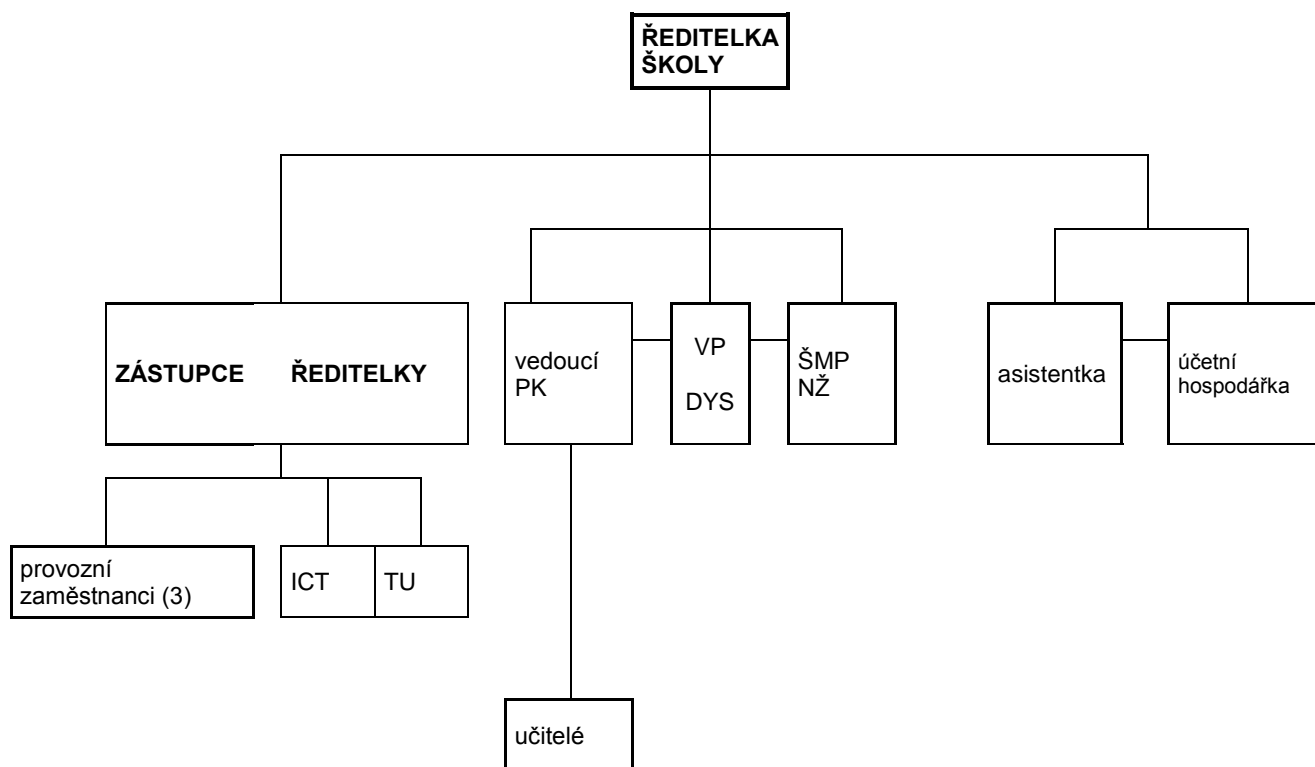 ŘEDITELKA
ŠKOLY
ZÁSTUPCE ŘEDITELKY
vedoucí
PK
VP
DYS
ŠMP
NŽ
asistentka
účetní
hospodářka
provozní
zaměstnanci (3)
ICT
TU
učitelé